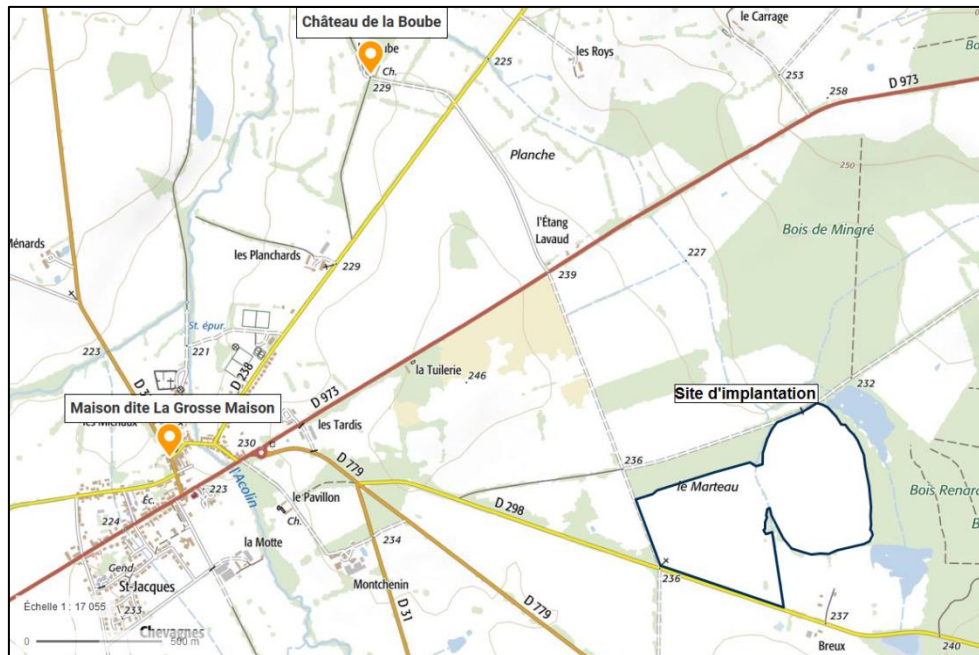 Château de la Boube
le Carrage
les Roys
Ch.
225
229
253
258
D 973
Planche
250
l'Étang
Lavaud
Bois de Mingré
les Planchards
229
227
239
Ménards
St. épur.
221
223
D 238
la Tuilerie
246
D 973
Site d'implantation
232
Maison dite La Grosse Maison
les Tardis
230
236
D 779
le Marteau
l'Acolin
le Pavillon
Éc.
223
D 298
Bois Renard
224
Ch.
la Motte
234
236
Gend.
St-Jacques
Montchenin
D 31
D 779
237
Échelle 1 : 17 055
233
Chevagnes
0
500 m
Breux
240